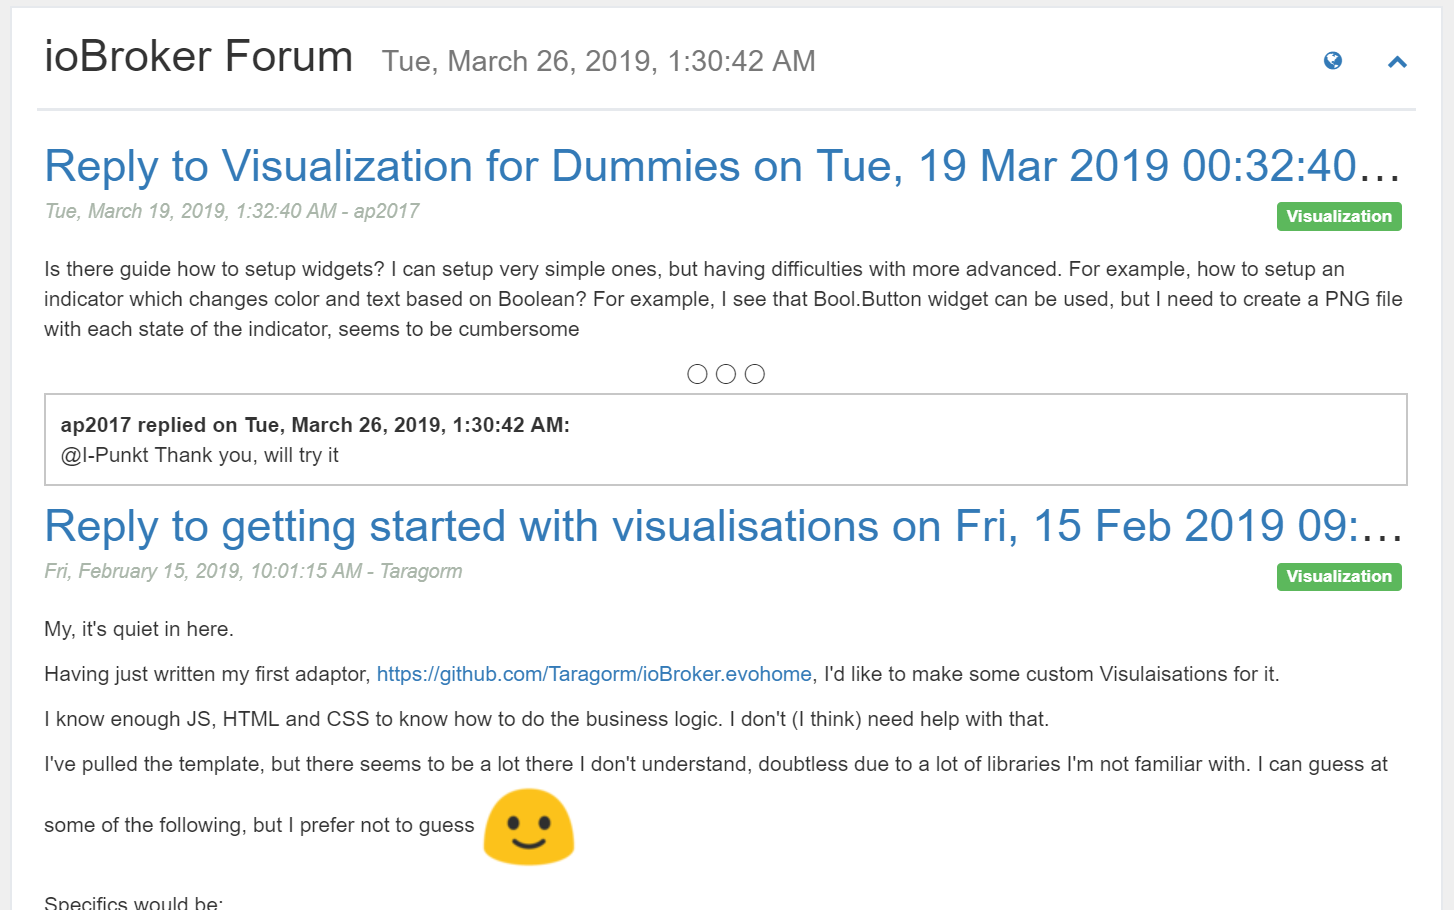 ioBroker Forum Tue, March 26, 2019, 1:30:42 AM
Reply to Visualization for Dummies on Tue, 19 Mar 2019 00:32:40...
Tue, March 19, 2019, 1:32:40 AM - ap2017
Visualization
Is there guide how to setup widgets? I can setup very simple ones, but having difficulties with more advanced. For example, how to setup an
indicator which changes color and text based on Boolean? For example, I see that Bool.Button widget can be used, but I need to create a PNG file
with each state of the indicator, seems to be cumbersome
ap2017 replied on Tue, March 26, 2019, 1:30:42 AM:
@I-Punkt Thank you, will try it
Reply to getting started with visualisations on Fri, 15 Feb 2019 09:...
Fri, February 15, 2019, 10:01:15 AM - Taragorm
Visualization
My, it's quiet in here.
Having just written my first adaptor, https://github.com/Taragorm/ioBroker.evohome, I'd like to make some custom Visulaisations for it.
I know enough JS, HTML and CSS to know how to do the business logic. I don't (I think) need help with that.
I've pulled the template, but there seems to be a lot there I don't understand, doubtless due to a lot of libraries I'm not familiar with. I can guess at
some of the following, but I prefer not to guess
Specifics would be: